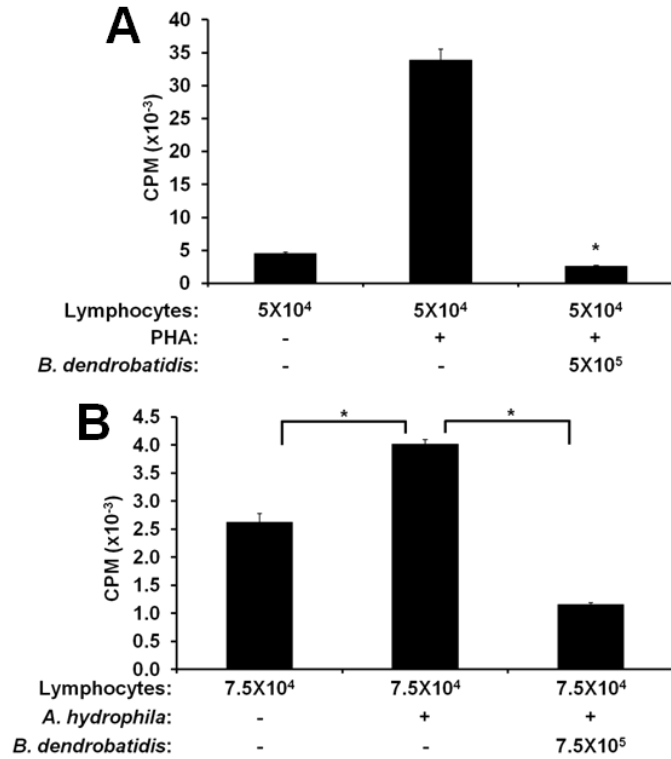 A
40
35
30
25
20
15
10
5
0
CPM (x10⁻³)
*
Lymphocytes: 5X10⁴ 5X10⁴ 5X10⁴
PHA: - + +
B. dendrobatidis: - - 5X10⁵
B
4.5
4.0
3.5
3.0
2.5
2.0
1.5
1.0
0.5
0.0
CPM (x10⁻³)
* *
Lymphocytes: 7.5X10⁴ 7.5X10⁴ 7.5X10⁴
A. hydrophila: - + +
B. dendrobatidis: - - 7.5X10⁵